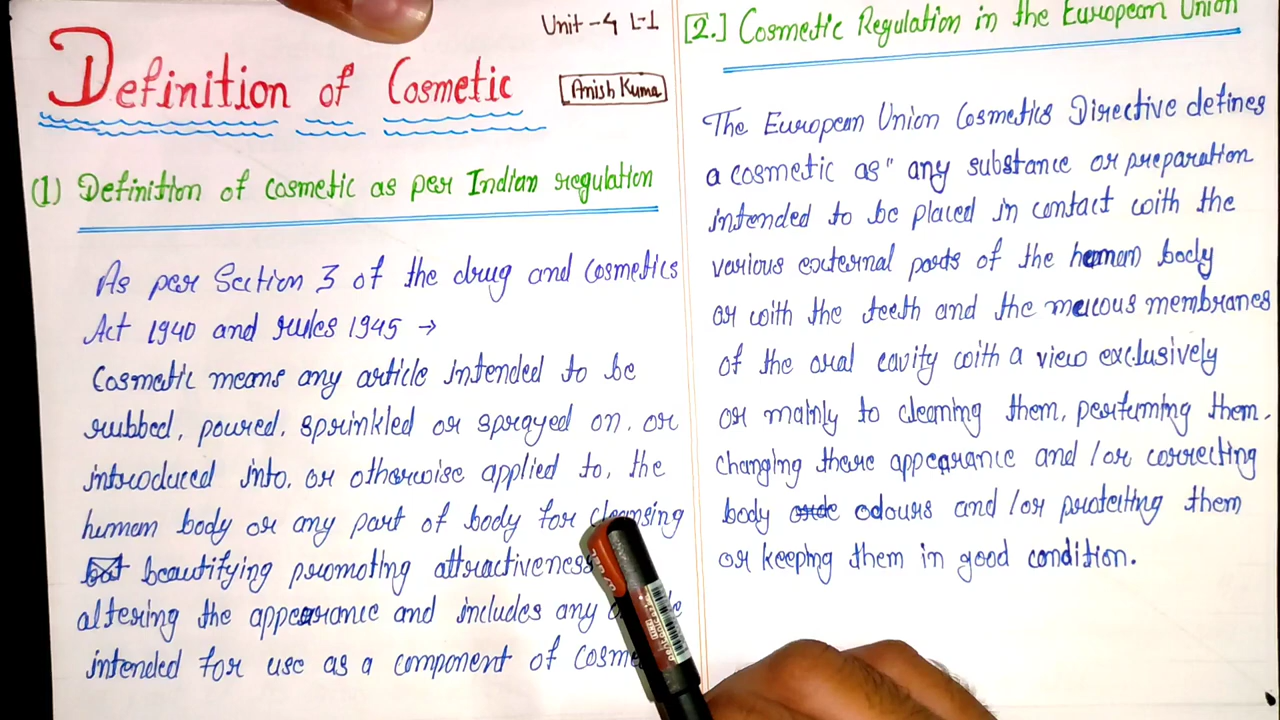 Unit -4 L-1
Definition of Cosmetic
Anish Kuma
(1) Definition of cosmetic as per Indian regulation
As per Section 3 of the drug and cosmetics
Act 1940 and rules 1945 →
Cosmetic means any article intended to be
rubbed, poured, sprinkled or sprayed on, or
introduced into, or otherwise applied to, the
human body or any part of body for cleansing
beautifying promoting attractiveness
altering the appearance and includes any
intended for use as a component of
[2.] Cosmetic Regulation in the European Union
The European Union Cosmetics Directive defines
a cosmetic as" any substance or preparation
intended to be placed in contact with the
various external parts of the human body
or with the teeth and the mucous membranes
of the oral cavity with a view exclusively
or mainly to cleaning them, perfuming them,
changing there appearance and /or correcting
body odours and /or protecting them
or keeping them in good condition.